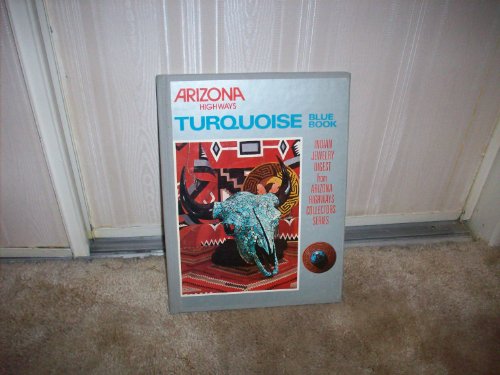 ARIZONA
HIGHWAYS
TURQUOISE BLUE
BOOK
INDIAN
JEWELRY
DIGEST
from
ARIZONA
HIGHWAYS
COLLECTORS
SERIES